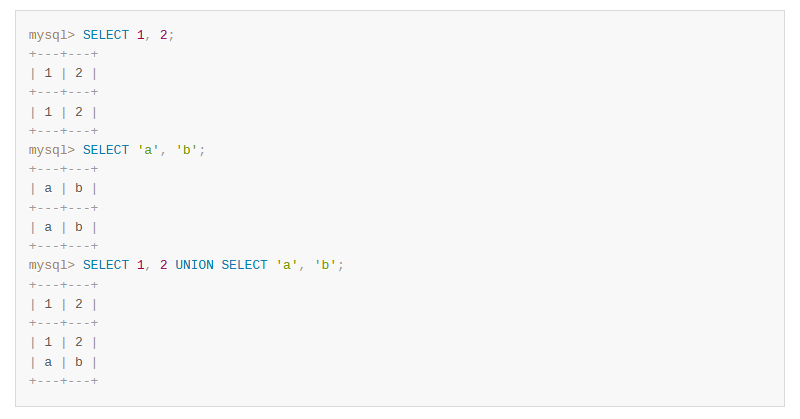 mysql> SELECT 1, 2;
+---+---+
| 1 | 2 |
+---+---+
| 1 | 2 |
+---+---+
mysql> SELECT 'a', 'b';
+---+---+
| a | b |
+---+---+
| a | b |
+---+---+
mysql> SELECT 1, 2 UNION SELECT 'a', 'b';
+---+---+
| 1 | 2 |
+---+---+
| 1 | 2 |
| a | b |
+---+---+